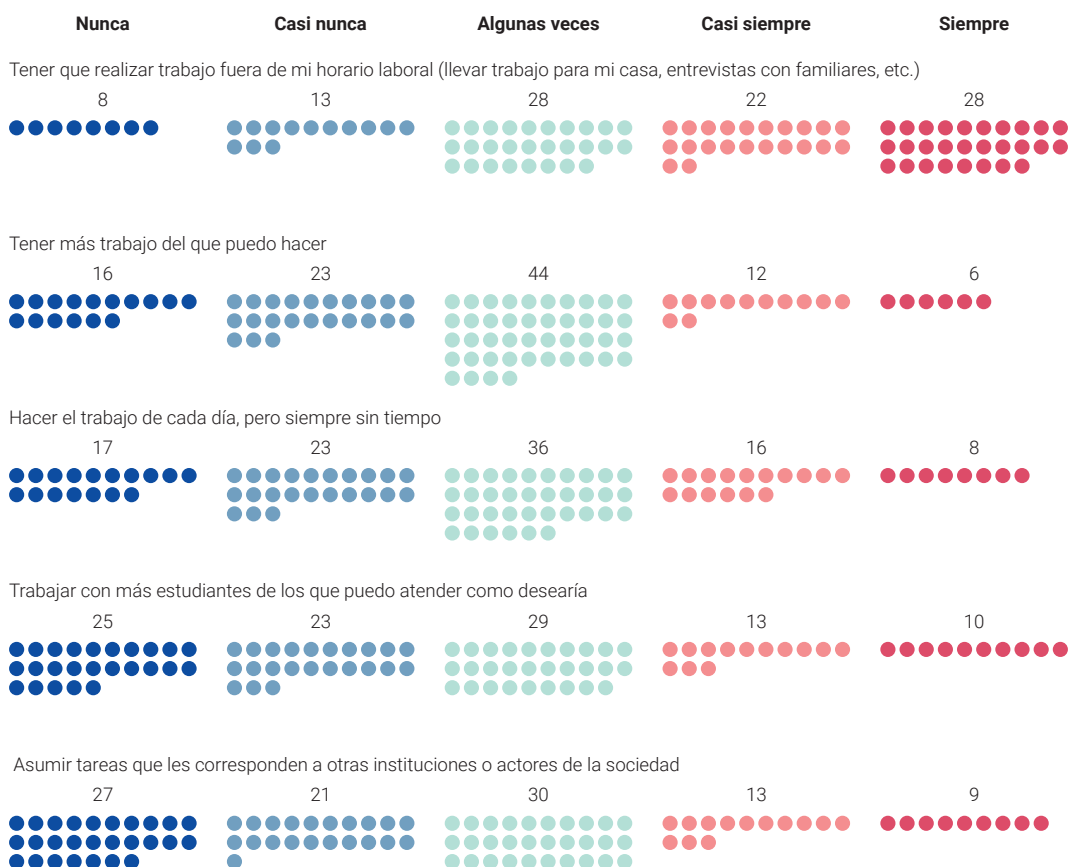 Nunca Casi nunca Algunas veces Casi siempre Siempre
Tener que realizar trabajo fuera de mi horario laboral (llevar trabajo para mi casa, entrevistas con familiares, etc.)
8 13 28 22 28
Tener más trabajo del que puedo hacer
16 23 44 12 6
Hacer el trabajo de cada día, pero siempre sin tiempo
17 23 36 16 8
Trabajar con más estudiantes de los que puedo atender como desearía
25 23 29 13 10
Asumir tareas que les corresponden a otras instituciones o actores de la sociedad
27 21 30 13 9